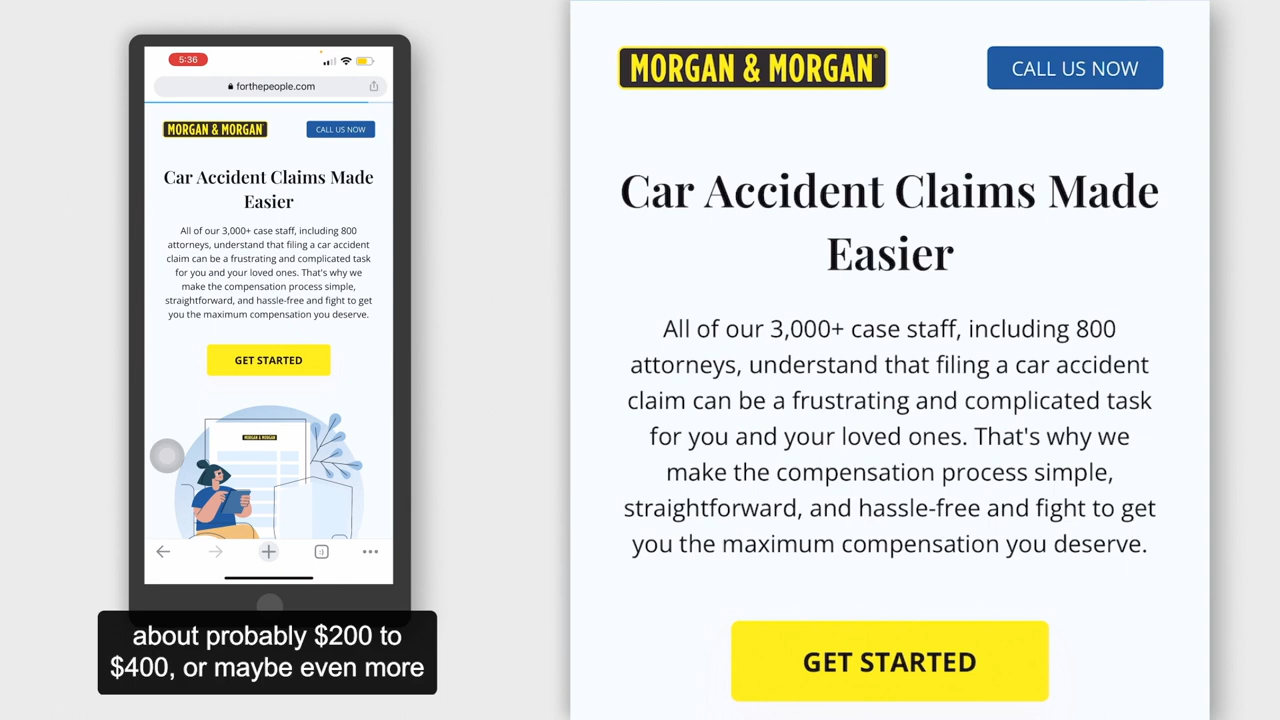 5:36
forthepeople.com
MORGAN & MORGAN
CALL US NOW
Car Accident Claims Made
Easier
All of our 3,000+ case staff, including 800
attorneys, understand that filing a car accident
claim can be a frustrating and complicated task
for you and your loved ones. That's why we
make the compensation process simple,
straightforward, and hassle-free and fight to get
you the maximum compensation you deserve.
GET STARTED
MORGAN & MORGAN
:)
about probably $200 to
$400, or maybe even more
MORGAN & MORGAN®
CALL US NOW
Car Accident Claims Made
Easier
All of our 3,000+ case staff, including 800
attorneys, understand that filing a car accident
claim can be a frustrating and complicated task
for you and your loved ones. That's why we
make the compensation process simple,
straightforward, and hassle-free and fight to get
you the maximum compensation you deserve.
GET STARTED